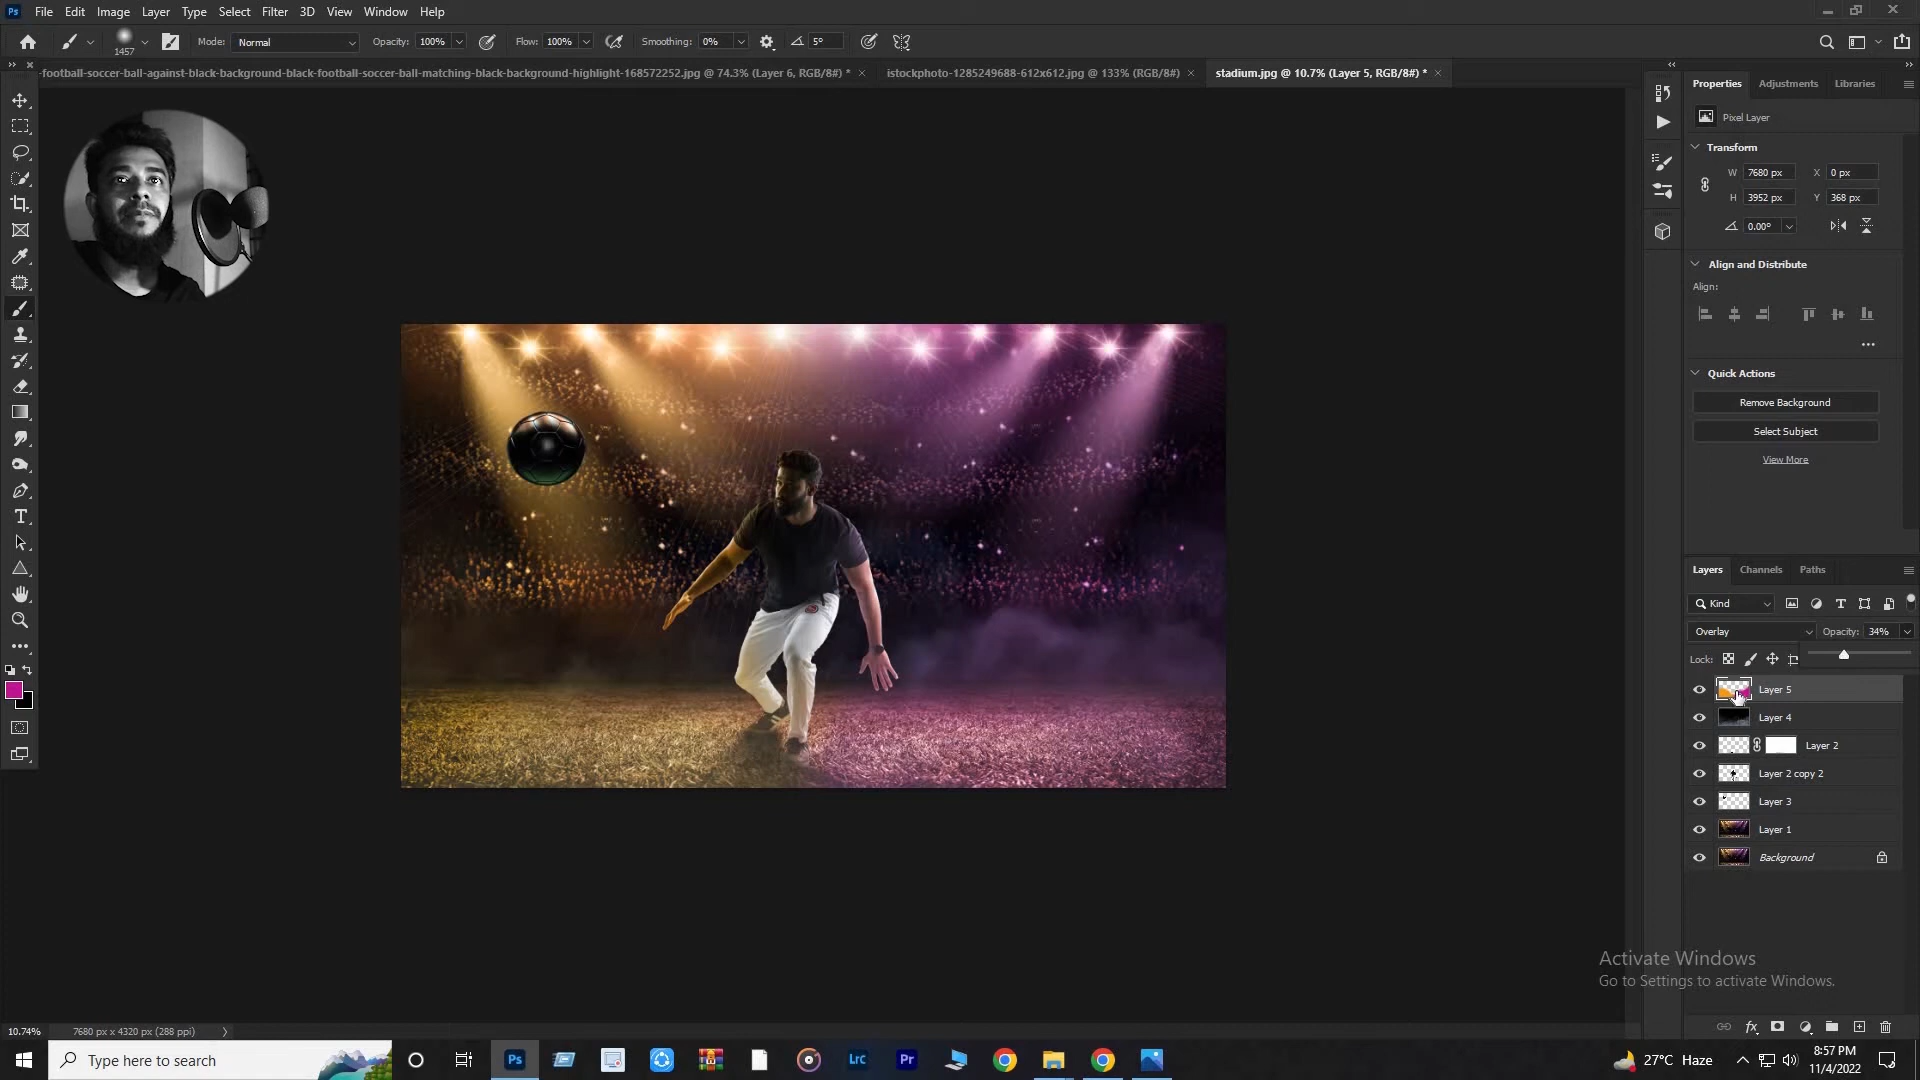 Ps File Edit Image Layer Type Select Filter 3D View Window Help
1457 Mode: Normal Opacity: 100% Flow: 100% Smoothing: 0% 5°
-football-soccer-ball-against-black-background-black-football-soccer-ball-matching-black-background-highlight-168572252.jpg @ 74.3% (Layer 6, RGB/8#) * istockphoto-1285249688-612x612.jpg @ 133% (RGB/8#) stadium.jpg @ 10.7% (Layer 5, RGB/8#) *
Properties Adjustments Libraries
Pixel Layer
Transform
W 7680 px X 0 px
H 3952 px Y 368 px
0.00°
Align and Distribute
Align:
Quick Actions
Remove Background
Select Subject
View More
Layers Channels Paths
Kind
Overlay Opacity: 34%
Lock:
Layer 5
Layer 4
Layer 2
Layer 2 copy 2
Layer 3
Layer 1
Background
Activate Windows
Go to Settings to activate Windows.
10.74% 7680 px x 4320 px (288 ppi)
Type here to search
Ps Lrc Pr 27°C Haze
8:57 PM
11/4/2022